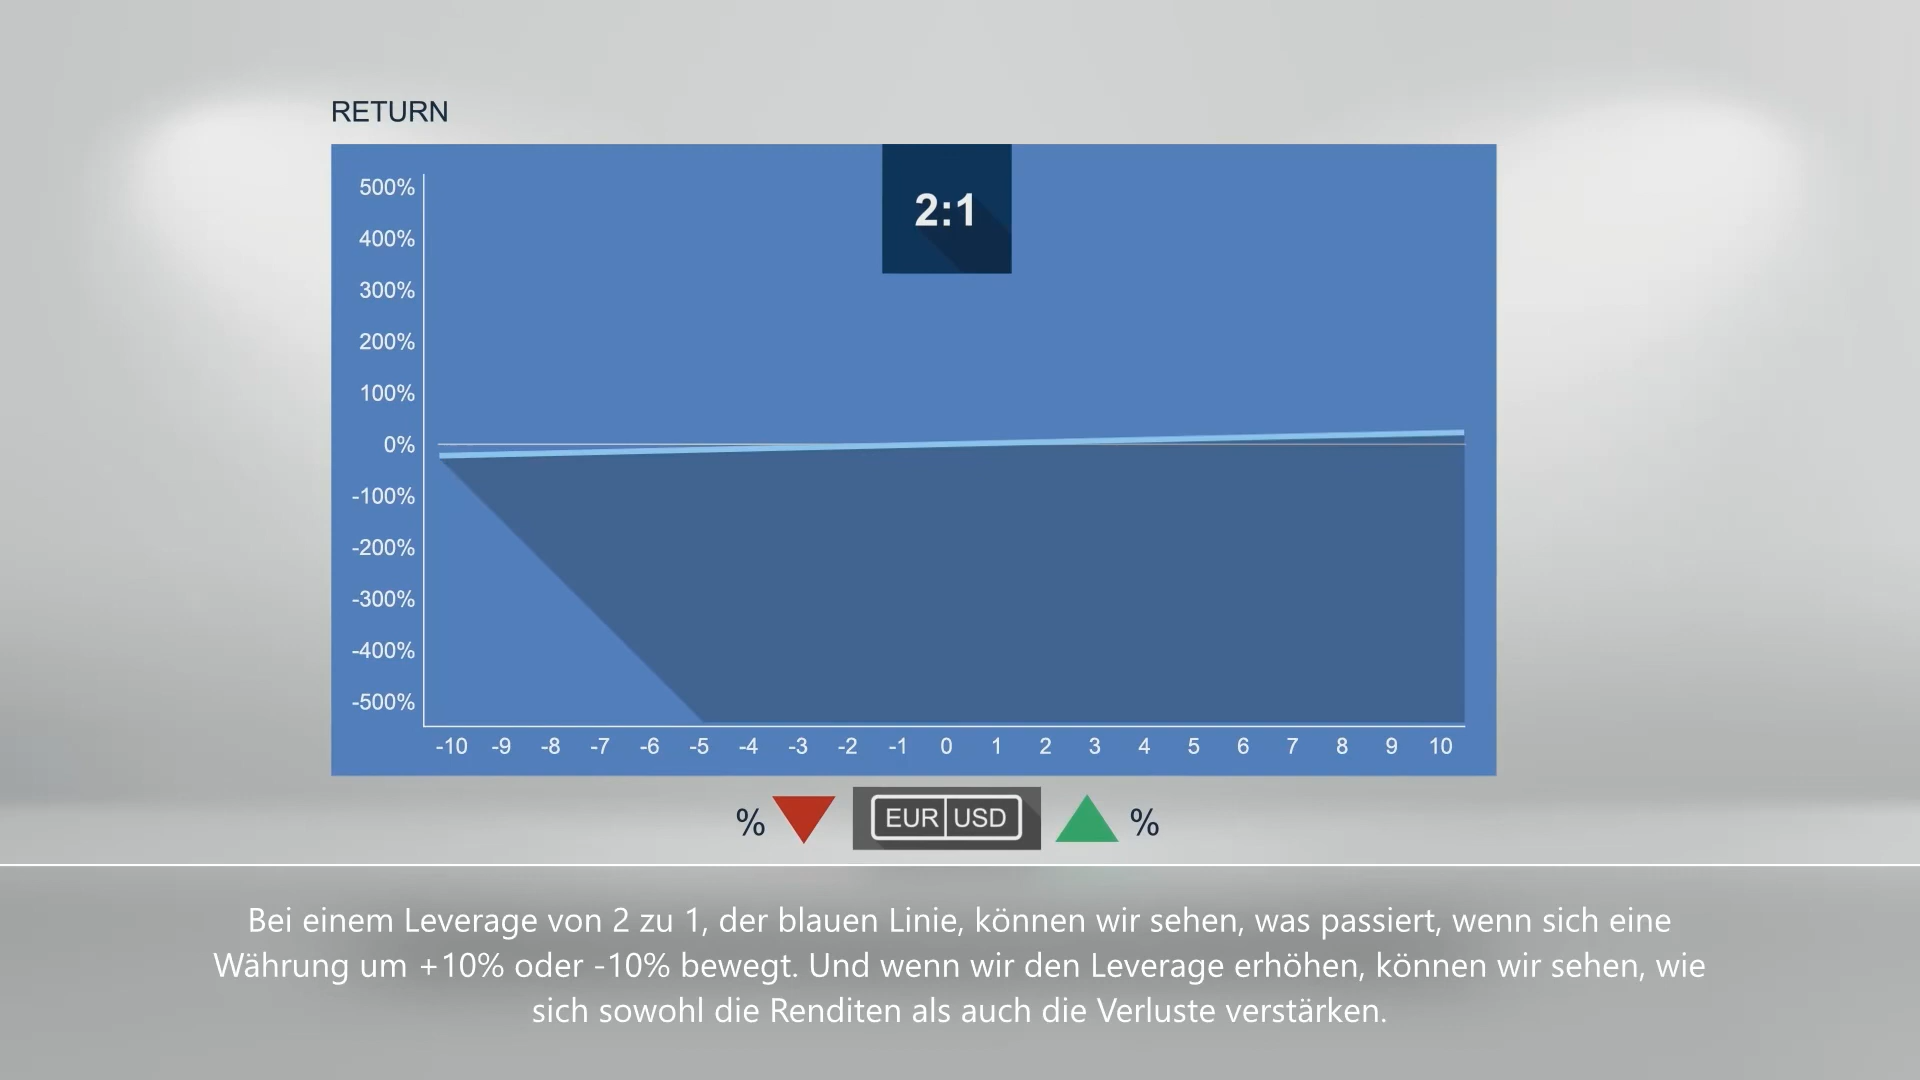 RETURN
2:1
500%
400%
300%
200%
100%
0%
-100%
-200%
-300%
-400%
-500%
-10 -9 -8 -7 -6 -5 -4 -3 -2 -1 0 1 2 3 4 5 6 7 8 9 10
% EUR USD %
Bei einem Leverage von 2 zu 1, der blauen Linie, können wir sehen, was passiert, wenn sich eine
Währung um +10% oder -10% bewegt. Und wenn wir den Leverage erhöhen, können wir sehen, wie
sich sowohl die Renditen als auch die Verluste verstärken.